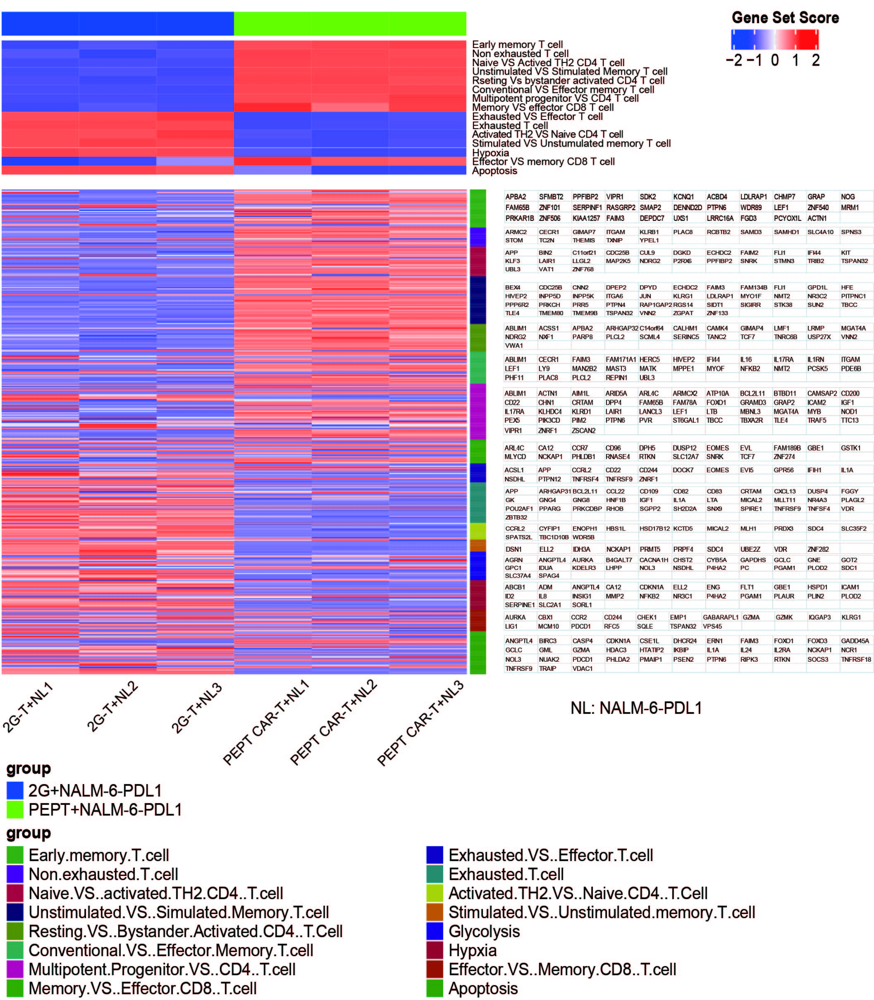 Gene Set Score
−2 −1 0 1 2
Early memory T cell
Non exhausted T cell
Naive VS Actived TH2 CD4 T cell
Unstimulated VS Stimulated Memory T cell
Rseting Vs bystander activated CD4 T cell
Conventional VS Effector memory T cell
Multipotent progenitor VS CD4 T cell
Memory VS effector CD8 T cell
Exhausted VS Effector T cell
Exhausted T cell
Activated TH2 VS Naive CD4 T cell
Stimulated VS Unstumulated memory T cell
Hypoxia
Effector VS memory CD8 T cell
Apoptosis
APBA2 SFMBT2 PPFIBP2 VIPR1 SDK2 KCNQ1 ACBD4 LDLRAP1 CHMP7 GRAP NOG
FAM65B ZNF101 SERPINF1 RASGRP2 SMAP2 DENND2D PTPN6 WDR89 LEF1 ZNF540 MRM1
PRKAR1B ZNF506 KIAA1257 FAIM3 DEPDC7 UXS1 LRRC16A FGD3 PCYOX1L ACTN1
ARMC2 CECR1 GIMAP7 ITGAM KLRB1 PLAC8 RCBTB2 SAMD3 SAMHD1 SLC4A10 SPNS3
STOM TC2N THEMIS TXNIP YPEL1
APP BIN2 C11orf21 CDC25B CUL9 DGKD ECHDC2 FAIM2 FLI1 IFI44 KIT
KLF3 LAIR1 LLGL2 MAP2K5 NDRG2 P2RX6 PPFIBP2 SNRK STMN3 TRIB2 TSPAN32
UBL3 VAT1 ZNF768
BEX4 CDC25B CNN2 DPEP2 DPYD ECHDC2 FAIM3 FAM134B FLI1 GPD1L HFE
HIVEP2 INPP5D INPP5K ITGA6 JUN KLRG1 LDLRAP1 MYO1F NMT2 NR3C2 PITPNC1
PPP6R2 PRKCH PRR5 PTPN4 RAP1GAP2 RGS14 SIDT1 SIGIRR STK38 SUN2 TBCC
TLE4 TMEM80 TMEM9B TSPAN32 VNN2 ZGPAT ZNF133
ABLIM1 ACSS1 APBA2 ARHGAP32 C14orf64 CALHM1 CAMK4 GIMAP4 LMF1 LRMP MGAT4A
NDRG2 NXF1 PARP8 PLCL2 SCML4 SERINC5 TANC2 TCF7 TNRC6B USP27X VNN2
VWA1
ABLIM1 CECR1 FAIM3 FAM171A1 HERC5 HIVEP2 IFI44 IL16 IL17RA IL1RN ITGAM
LEF1 LY9 MAN2B2 MAST3 MATK MPPE1 MYOF NFKB2 NMT2 PCSK5 PDE6B
PHF11 PLAC8 PLCL2 REPIN1 UBL3
ABLIM1 ACTN1 AIM1L ARID5A ARL4C ARMCX2 ATP10A BCL2L11 BTBD11 CAMSAP2 CD200
CD22 CHN1 CRTAM DPP4 FAM65B FAM78A FOXO1 GRAMD3 GRAP2 ICAM2 IGF1
IL17RA KLHDC4 KLRD1 LAIR1 LANCL3 LEF1 LTB MBNL3 MGAT4A MYB NOD1
PEX5 PIK3CD PIM2 PTPN6 PVR ST6GAL1 TBCC TBXA2R TLE4 TRAF5 TTC13
VIPR1 ZNRF1 ZSCAN2
ARL4C CA12 CCR7 CD96 DPH5 DUSP12 EOMES EVL FAM189B GBE1 GSTK1
MLYCD NCKAP1 PHLDB1 RNASE4 RTKN SLC12A7 SNRK TCF7 ZNF274
ACSL1 APP CCRL2 CD22 CD244 DOCK7 EOMES EVI5 GPR56 IFIH1 IL1A
NSDHL PTPN12 TNFRSF4 TNFRSF9 ZNRF1
APP ARHGAP31 BCL2L11 CCL22 CD109 CD82 CD83 CRTAM CXCL13 DUSP4 FGGY
GK GNG4 GNG8 HNF1B IGF1 IL1A LTA MICAL2 MLLT11 NR4A3 PLAGL2
POU2AF1 PPARG PRKCDBP RHOB SGPP2 SH2D2A SNX9 SPIRE1 TNFRSF9 TNFSF4 VDR
ZBTB32
CCRL2 CYFIP1 ENOPH1 HBS1L HSD17B12 KCTD5 MICAL2 MLH1 PRDX3 SDC4 SLC35F2
SPATS2L TBC1D10B WDR5B
DSN1 ELL2 IDH3A NCKAP1 PRMT5 PRPF4 SDC4 UBE2Z VDR ZNF282
AGRN ANGPTL4 AURKA B4GALT7 CACNA1H CHST2 CYB5A GAPDHS GCLC GNE GOT2
GPC1 IDUA KDELR3 LHPP NOL3 NSDHL P4HA2 PC PGAM1 PLOD2 SDC1
SLC37A4 SPAG4
ABCB1 ADM ANGPTL4 CA12 CDKN1A ELL2 ENG FLT1 GBE1 HSPD1 ICAM1
ID2 IL8 INSIG1 MMP2 NFKB2 NR3C1 P4HA2 PGAM1 PLAUR PLIN2 PLOD2
SERPINE1 SLC2A1 SORL1
AURKA CBX1 CCR2 CD244 CHEK1 EMP1 GABARAPL1 GZMA GZMK IQGAP3 KLRG1
LIG1 MCM10 PDCD1 RFC5 SQLE TSPAN32 VPS45
ANGPTL4 BIRC3 CASP4 CDKN1A CSE1L DHCR24 ERN1 FAIM3 FOXO1 FOXO3 GADD45A
GCLC GML GZMA HDAC3 HTATIP2 IKBIP IL1A IL24 IL2RA NCKAP1 NCR1
NOL3 NUAK2 PDCD1 PHLDA2 PMAIP1 PSEN2 PTPN6 RIPK3 RTKN SOCS3 TNFRSF18
TNFRSF9 TRAIP VDAC1
2G-T+NL1
2G-T+NL2
2G-T+NL3
PEPT CAR-T+NL1
PEPT CAR-T+NL2
PEPT CAR-T+NL3
NL: NALM-6-PDL1
group
2G+NALM-6-PDL1
PEPT+NALM-6-PDL1
group
Early.memory.T.cell
Non.exhausted.T.cell
Naive.VS..activated.TH2.CD4..T.cell
Unstimulated.VS..Simulated.Memory.T.cell
Resting.VS..Bystander.Activated.CD4..T.Cell
Conventional.VS..Effector.Memory.T.cell
Multipotent.Progenitor.VS..CD4..T.cell
Memory.VS..Effector.CD8..T.cell
Exhausted.VS..Effector.T.cell
Exhausted.T.cell
Activated.TH2.VS..Naive.CD4..T.Cell
Stimulated.VS..Unstimulated.memory.T.cell
Glycolysis
Hypxia
Effector.VS..Memory.CD8..T.cell
Apoptosis